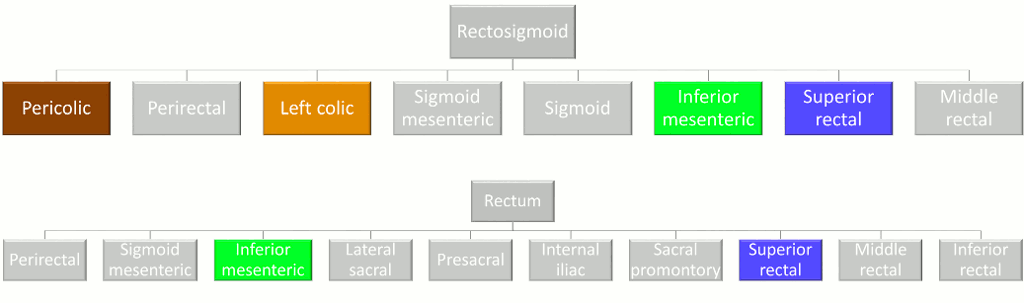 Rectosigmoid
Pericolic
Perirectal
Left colic
Sigmoid
mesenteric
Sigmoid
Inferior
mesenteric
Superior
rectal
Middle
rectal
Rectum
Perirectal
Sigmoid
mesenteric
Inferior
mesenteric
Lateral
sacral
Presacral
Internal
iliac
Sacral
promontory
Superior
rectal
Middle
rectal
Inferior
rectal